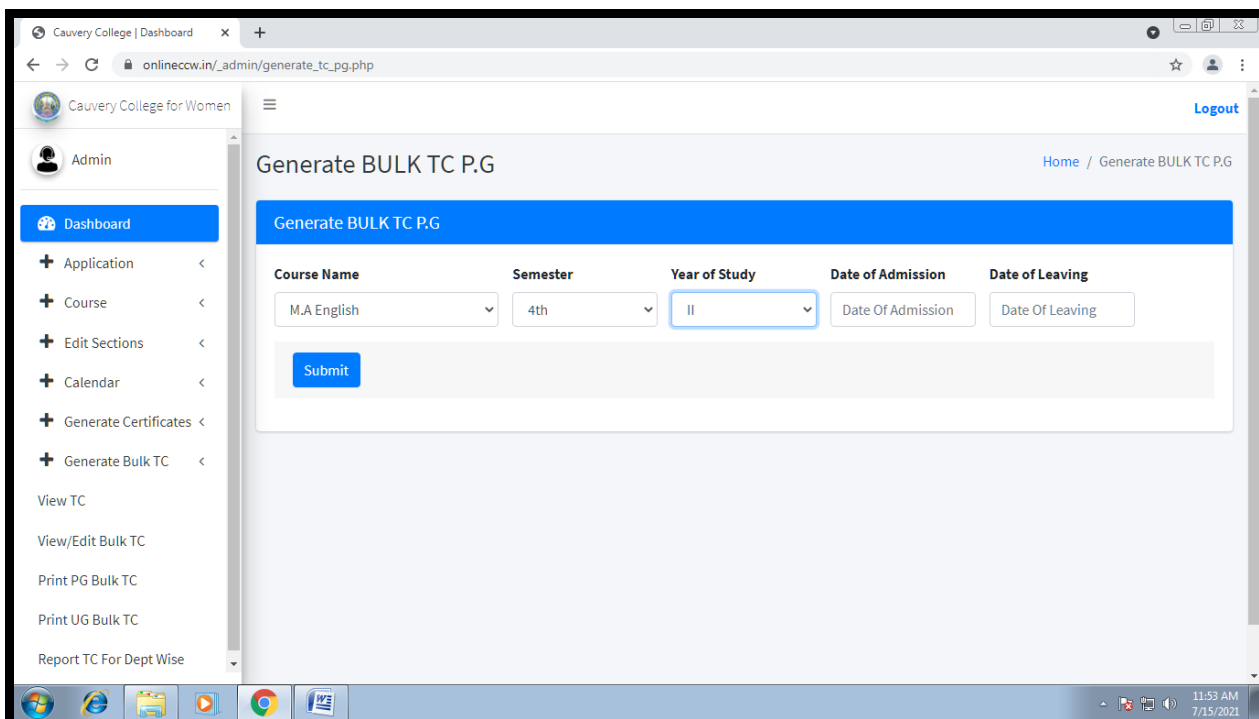 Cauvery College | Dashboard
onlineccw.in/_admin/generate_tc_pg.php
Cauvery College for Women
Logout
Admin
Generate BULK TC P.G
Home / Generate BULK TC P.G
Dashboard
Application
Course
Edit Sections
Calendar
Generate Certificates
Generate Bulk TC
View TC
View/Edit Bulk TC
Print PG Bulk TC
Print UG Bulk TC
Report TC For Dept Wise
Generate BULK TC P.G
Course Name Semester Year of Study Date of Admission Date of Leaving
M.A English 4th II Date Of Admission Date Of Leaving
Submit
11:53 AM
7/15/2021